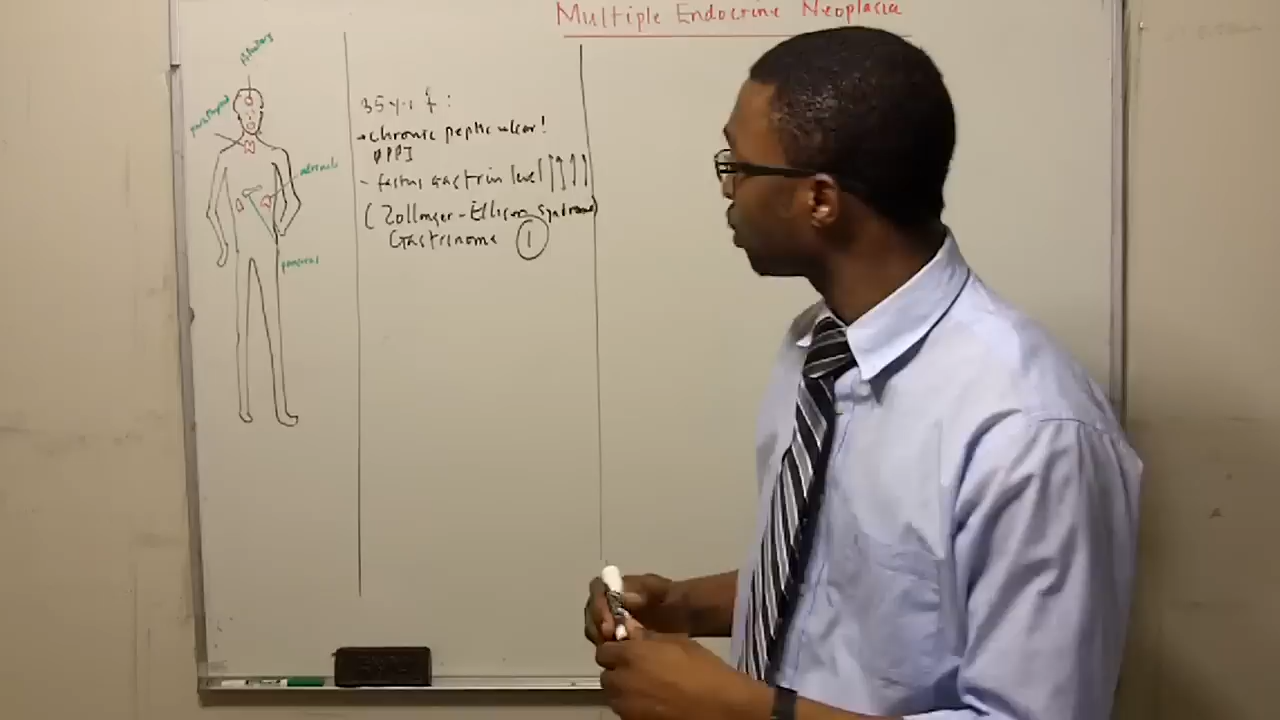 Multiple Endocrine Neoplasia
pituitary
parathyroid
adrenals
pancreas
35 y.r f :
→ chronic peptic ulcer!
PPI
- fasting gastrin level ↑↑↑↑
( Zollinger-Ellison Syndrome)
Gastrinoma 1